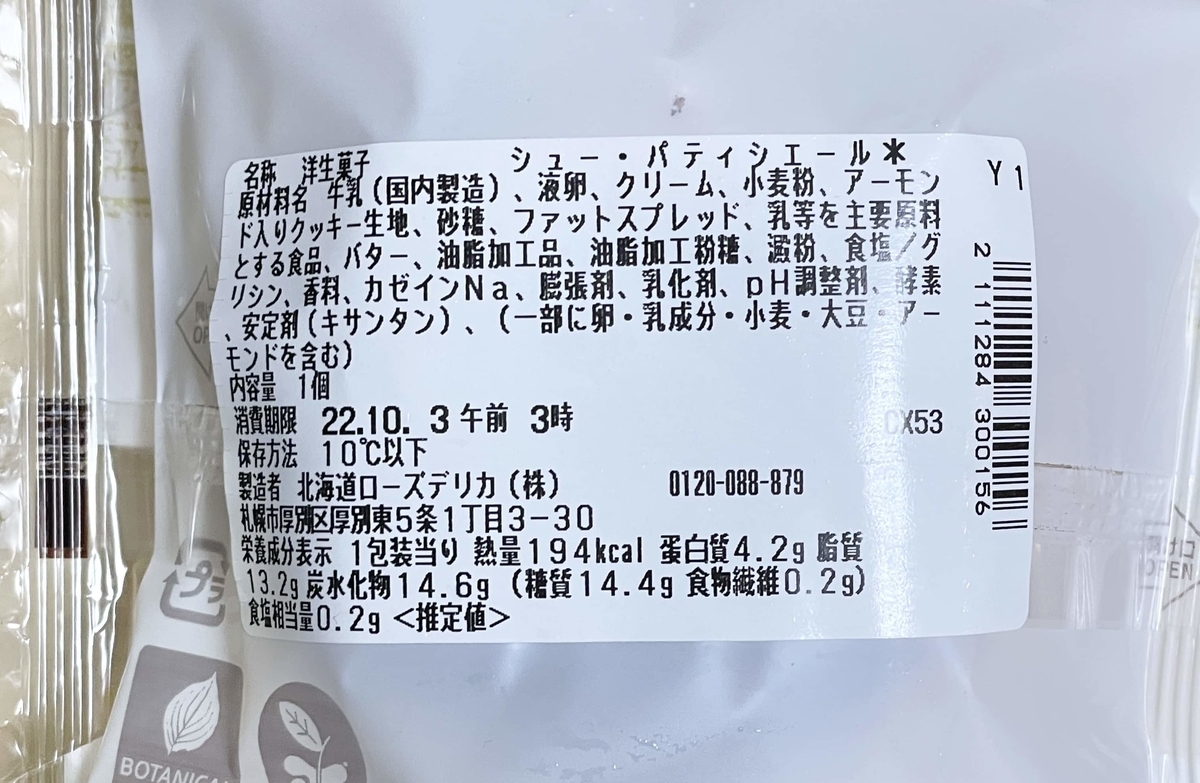 名称 洋生菓子 シュー・パティシエール＊
原材料名 牛乳（国内製造）、液卵、クリーム、小麦粉、アーモン
ド入りクッキー生地、砂糖、ファットスプレッド、乳等を主要原料
とする食品、バター、油脂加工品、油脂加工粉糖、澱粉、食塩／グ
リシン、香料、カゼインNa、膨張剤、乳化剤、pH調整剤、酵素
、安定剤（キサンタン）、（一部に卵・乳成分・小麦・大豆・アー
モンドを含む）
内容量 1個
消費期限 22.10. 3 午前 3時
CX53
保存方法 10℃以下
製造者 北海道ローズデリカ（株） 0120-088-879
札幌市厚別区厚別東5条1丁目3-30
栄養成分表示 1包装当り 熱量194kcal 蛋白質4.2g 脂質
13.2g 炭水化物14.6g （糖質14.4g 食物繊維0.2g）
食塩相当量0.2g ＜推定値＞
Y1
2 111284 300156
プラ